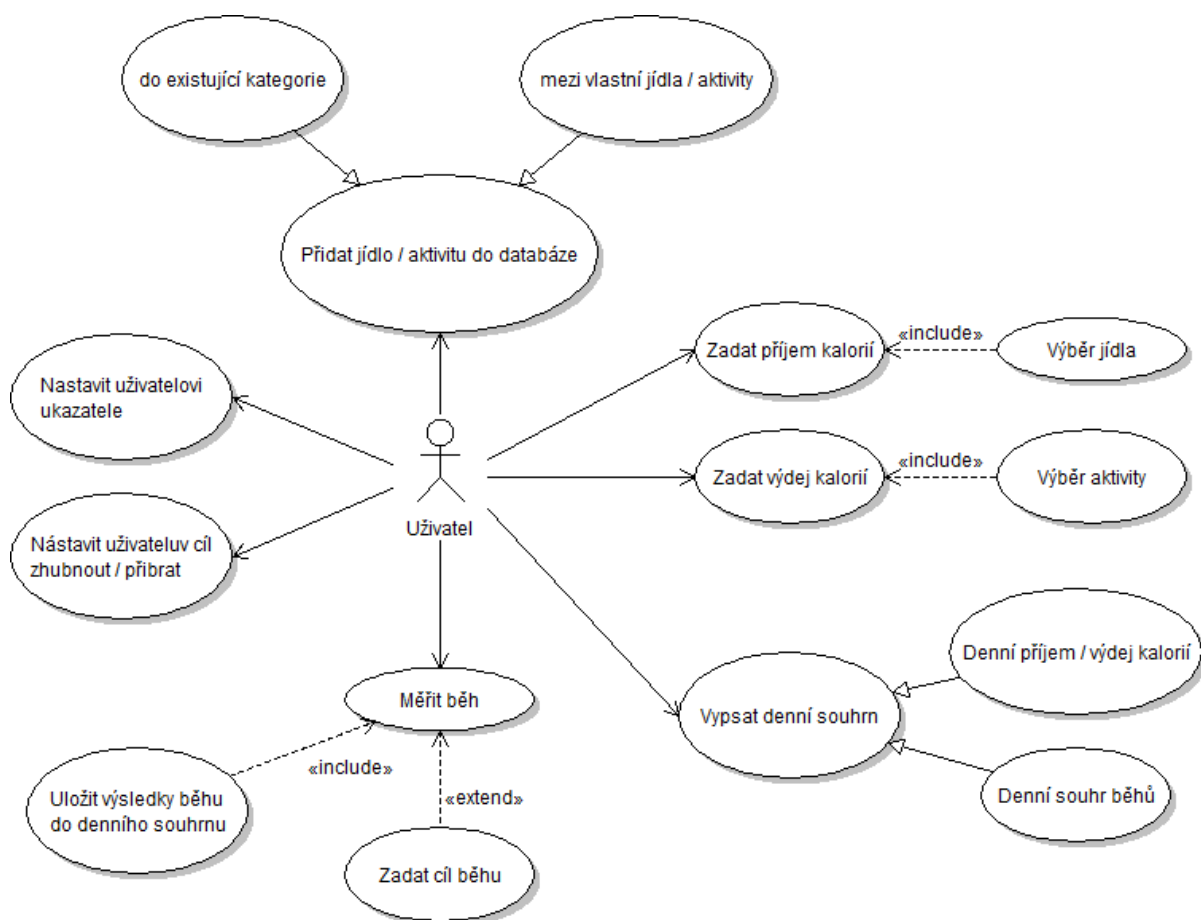 do existující kategorie
mezi vlastní jídla / aktivity
Přidat jídlo / aktivitu do databáze
Zadat příjem kalorií
«include»
Výběr jídla
Nastavit uživatelovi
ukazatele
Zadat výdej kalorií
«include»
Výběr aktivity
Uživatel
Nástavit uživateluv cíl
zhubnout / přibrat
Denní příjem / výdej kalorií
Měřit běh
Vypsat denní souhrn
«include»
Uložit výsledky běhu
do denního souhrnu
«extend»
Denní souhr běhů
Zadat cíl běhu